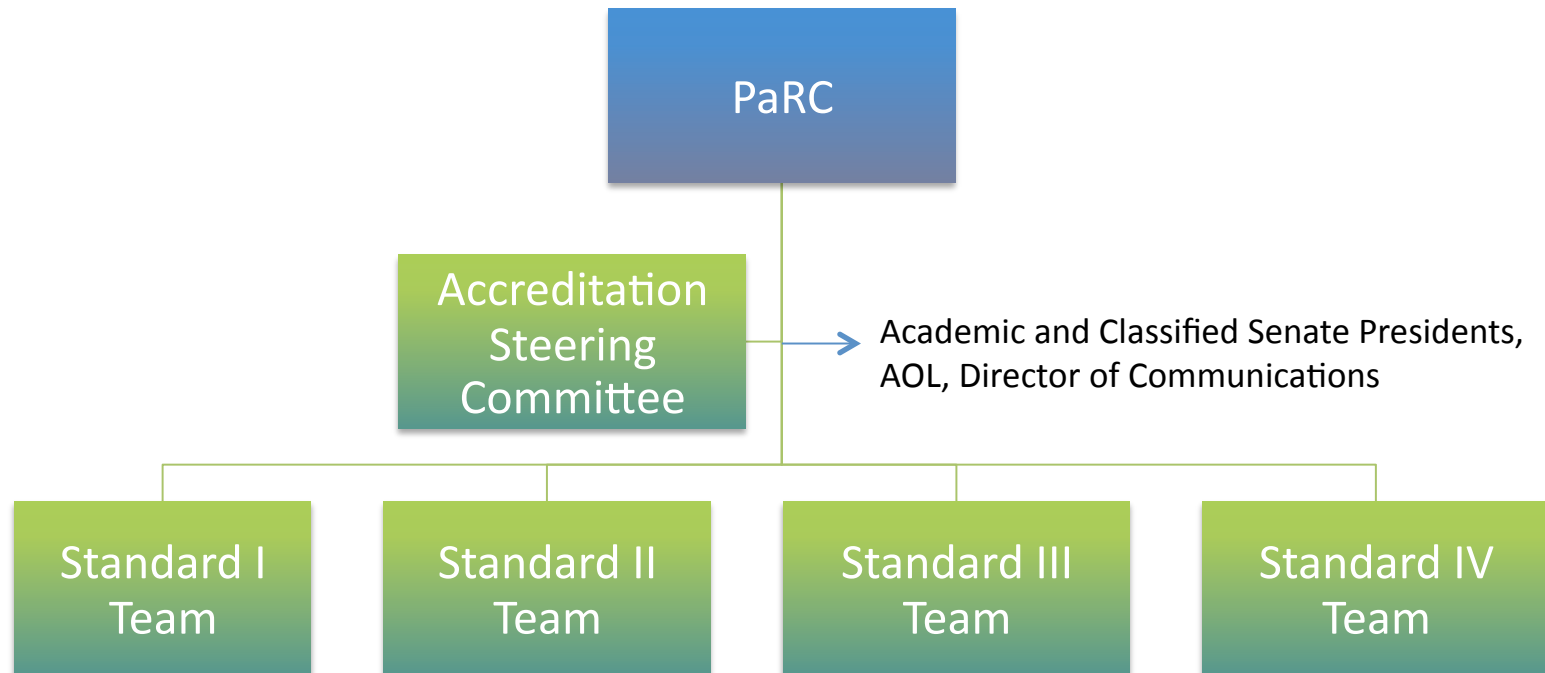 PaRC
Accreditation
Steering
Committee
Academic and Classified Senate Presidents,
AOL, Director of Communications
Standard I
Team
Standard II
Team
Standard III
Team
Standard IV
Team